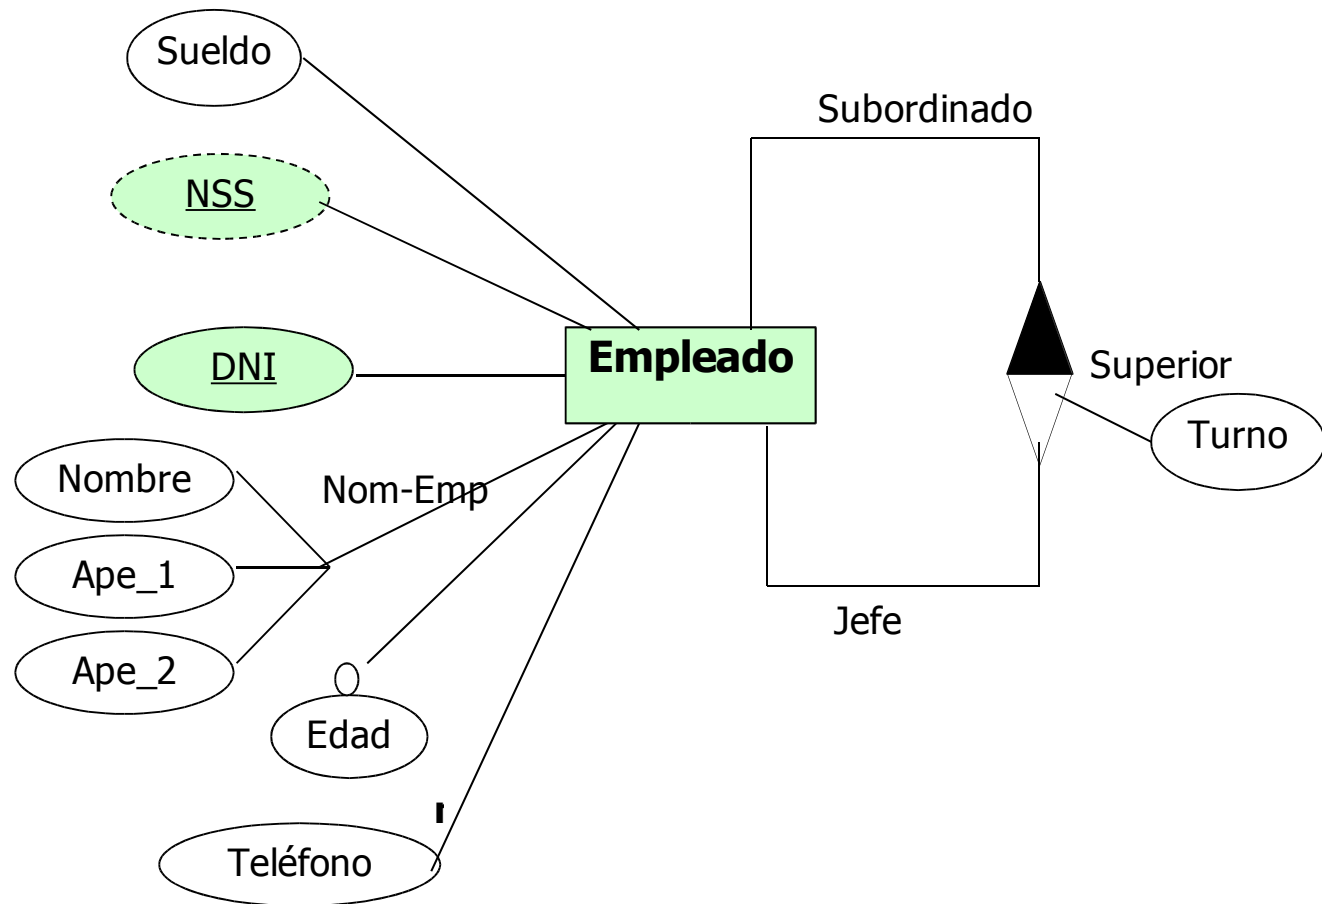 Sueldo
Subordinado
NSS
Empleado
DNI
Superior
Turno
Nombre
Nom-Emp
Ape_1
Jefe
Ape_2
Edad
Teléfono